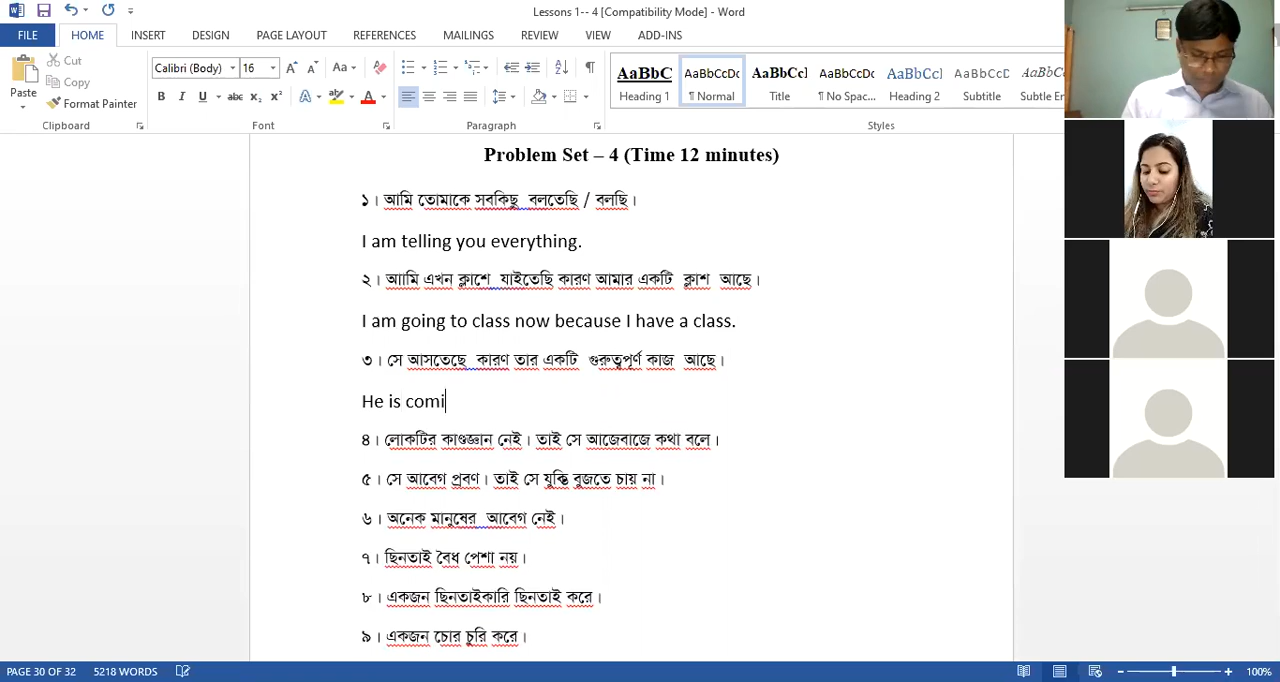 Lessons 1-- 4 [Compatibility Mode] - Word
FILE HOME INSERT DESIGN PAGE LAYOUT REFERENCES MAILINGS REVIEW VIEW ADD-INS
Cut
Copy
Format Painter
Paste
Clipboard
Calibri (Body) 16
Font
Paragraph
AaBbC AaBbCcDc AaBbCc] AaBbCcDc AaBbCcl AaBbCcD AaBbCcL
Heading 1 ¶ Normal Title ¶ No Spac... Heading 2 Subtitle Subtle Em
Styles
Problem Set – 4 (Time 12 minutes)
১। আমি তোমাকে সবকিছু বলতেছি / বলছি।
I am telling you everything.
২। আামি এখন ক্লাশে যাইতেছি কারণ আমার একটি ক্লাশ আছে।
I am going to class now because I have a class.
৩। সে আসতেছে কারণ তার একটি গুরুত্বপূর্ণ কাজ আছে।
He is comi
৪। লোকটির কাণ্ডজ্ঞান নেই। তাই সে আজেবাজে কথা বলে।
৫। সে আবেগ প্রবণ। তাই সে যুক্তি বুজতে চায় না।
৬। অনেক মানুষের আবেগ নেই।
৭। ছিনতাই বৈধ পেশা নয়।
৮। একজন ছিনতাইকারি ছিনতাই করে।
৯। একজন চোর চুরি করে।
PAGE 30 OF 32 5218 WORDS 100%